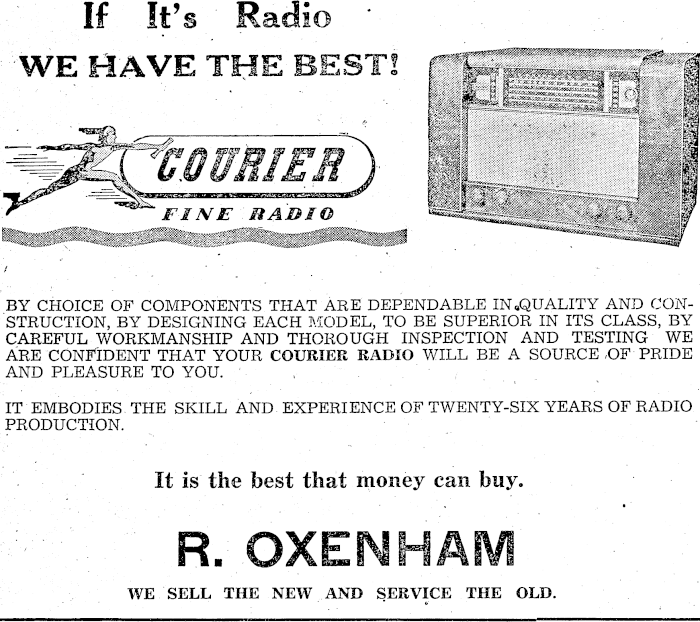 If It's Radio
WE HAVE THE BEST!
COURIER
FINE RADIO
BY CHOICE OF COMPONENTS THAT ARE DEPENDABLE IN QUALITY AND CON-
STRUCTION, BY DESIGNING EACH MODEL, TO BE SUPERIOR IN ITS CLASS, BY
CAREFUL WORKMANSHIP AND THOROUGH INSPECTION AND TESTING WE
ARE CONFIDENT THAT YOUR COURIER RADIO WILL BE A SOURCE OF PRIDE
AND PLEASURE TO YOU.
IT EMBODIES THE SKILL AND EXPERIENCE OF TWENTY-SIX YEARS OF RADIO
PRODUCTION.
It is the best that money can buy.
R. OXENHAM
WE SELL THE NEW AND SERVICE THE OLD.